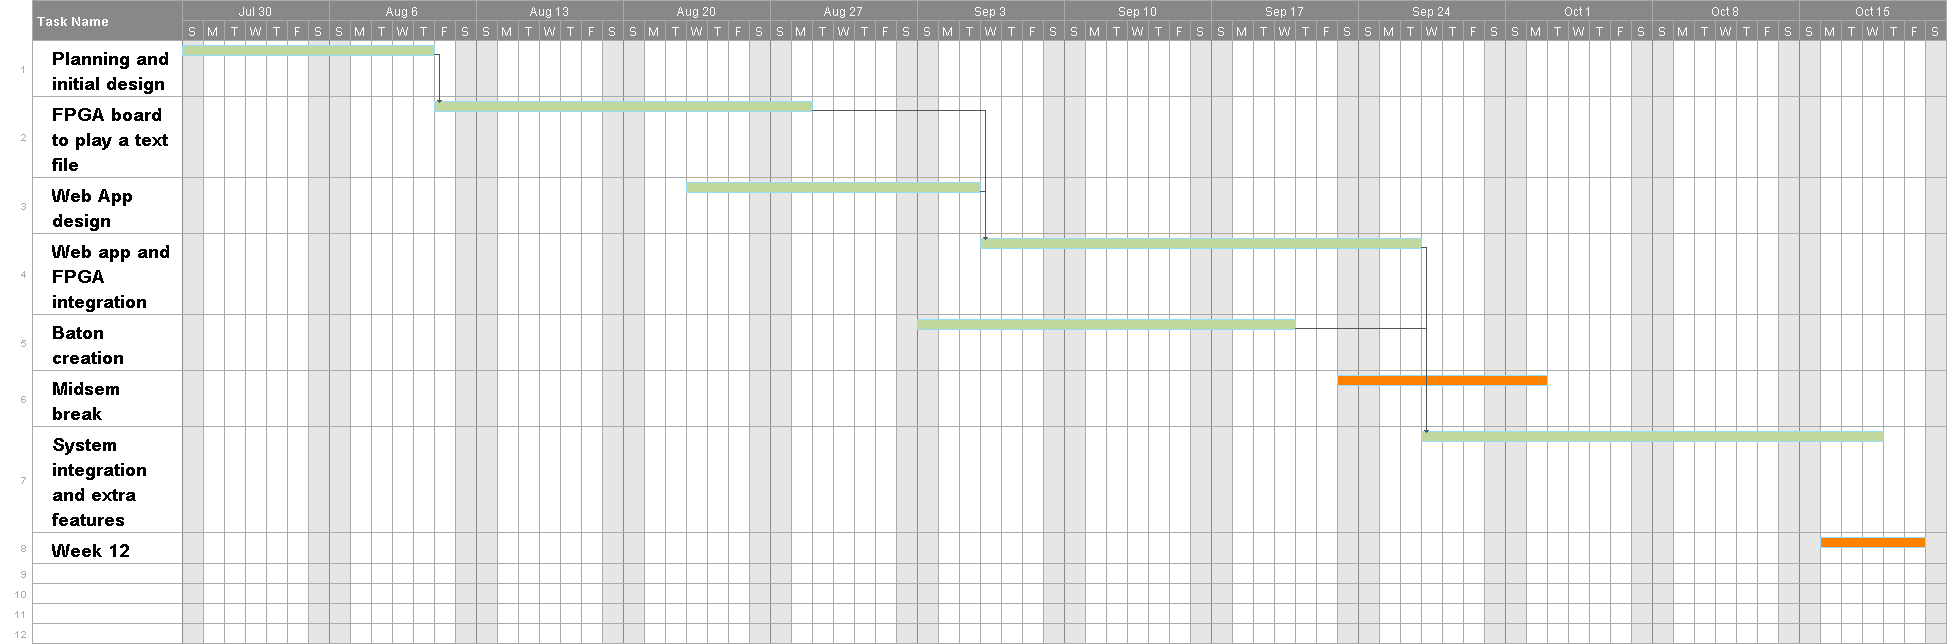 Task Name
Jul 30 Aug 6 Aug 13 Aug 20 Aug 27 Sep 3 Sep 10 Sep 17 Sep 24 Oct 1 Oct 8 Oct 15
S M T W T F S S M T W T F S S M T W T F S S M T W T F S S M T W T F S S M T W T F S S M T W T F S S M T W T F S S M T W T F S S M T W T F S S M T W T F S S M T W T F S
1
Planning and
initial design
2
FPGA board
to play a text
file
3
Web App
design
4
Web app and
FPGA
integration
5
Baton
creation
6
Midsem
break
7
System
integration
and extra
features
8
Week 12
9
10
11
12